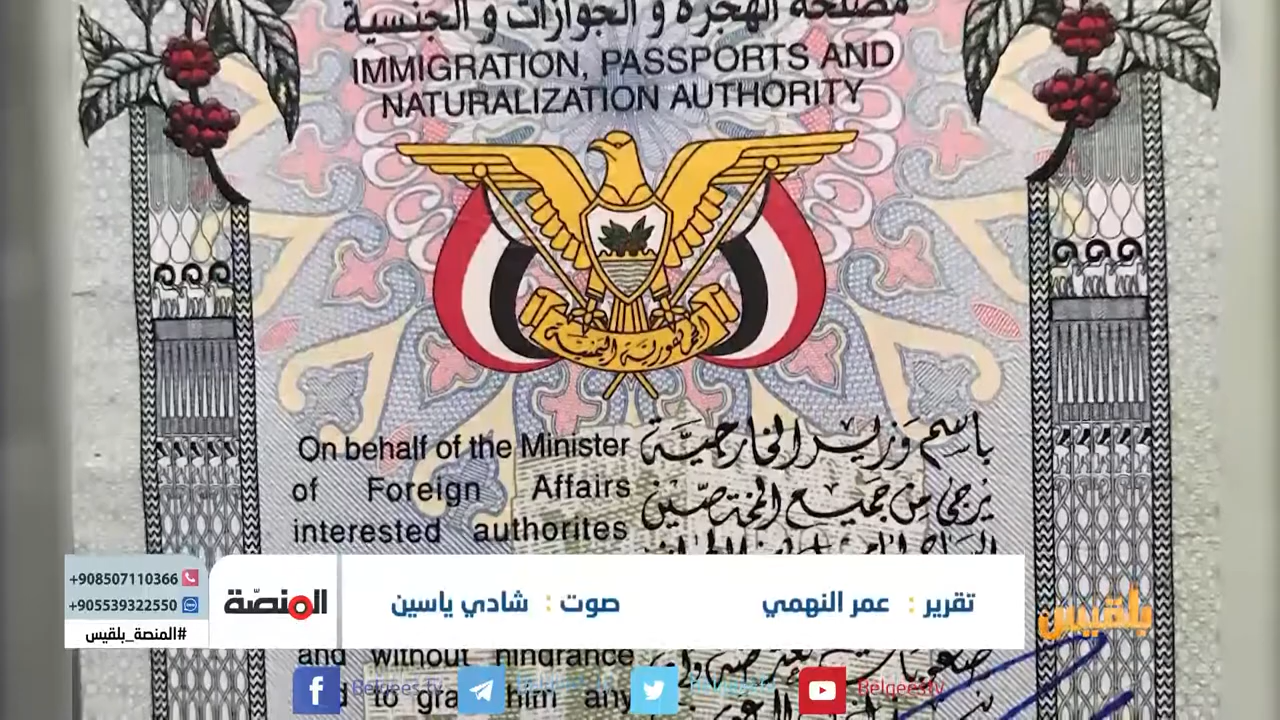 مصلحة الهجرة و الجوازات و الجنسية
IMMIGRATION, PASSPORTS AND
NATURALIZATION AUTHORITY
الجمهورية اليمنية
On behalf of the Minister
of Foreign Affairs
interested authorites
باسم وزير الخارجية
يرجى من جميع المختصين
+908507110366
+905539322550
#المنصة_بلقيس
المنصة
تقرير : عمر النهمي
صوت : شادي ياسين
بلقيس
and without hindrance
to him any
Belqeestv